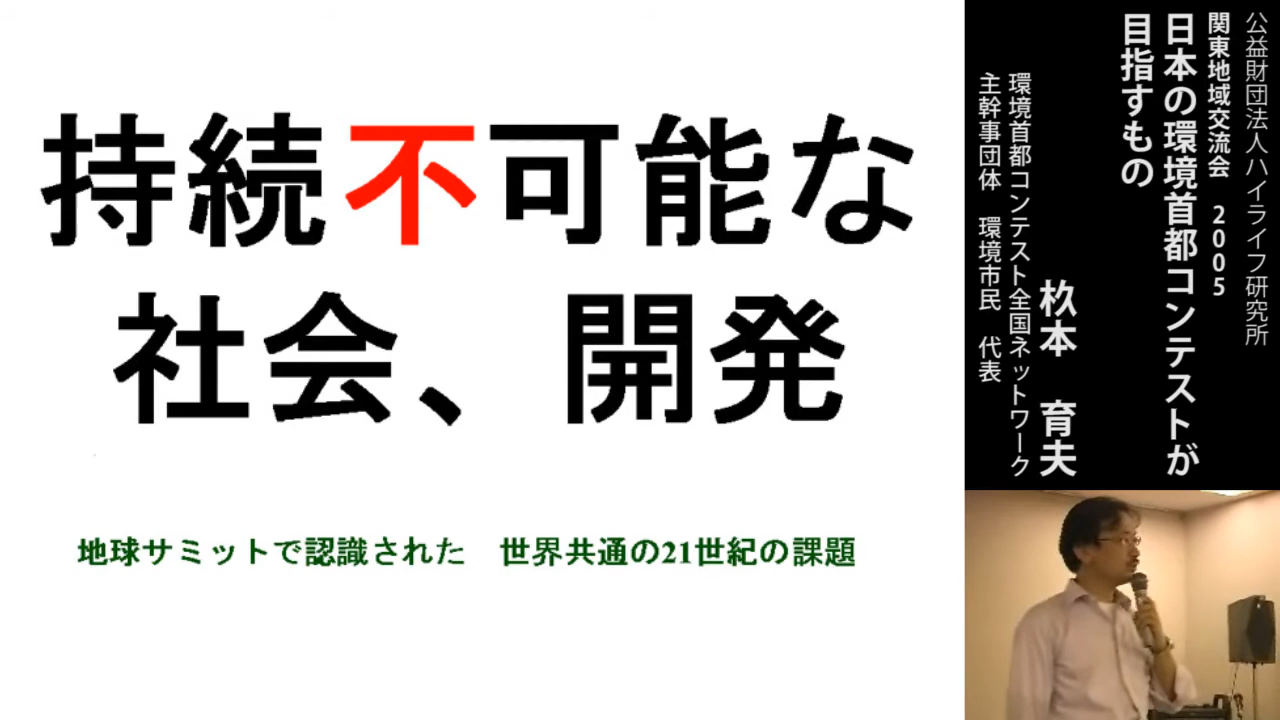 持続不可能な
社会、開発
地球サミットで認識された　世界共通の21世紀の課題
公益財団法人ハイライフ研究所
関東地域交流会　2005
日本の環境首都コンテストが
目指すもの
杦本　育夫
環境首都コンテスト全国ネットワーク
主幹事団体　環境市民　代表